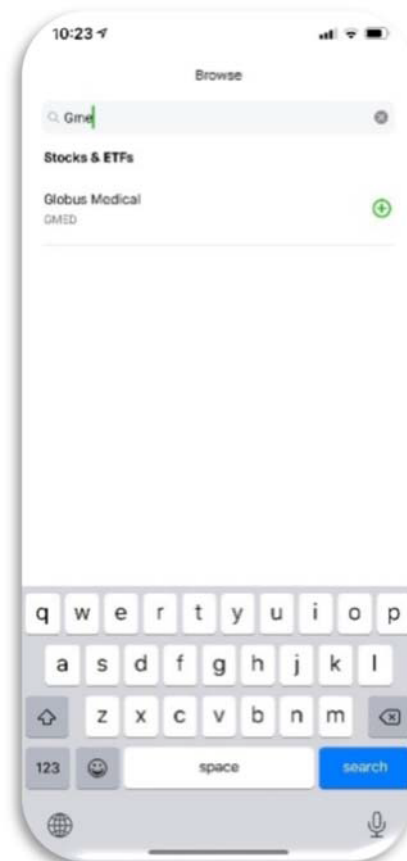 10:23
Browse
Gme
Stocks & ETFs
Globus Medical
GMED
q w e r t y u i o p
a s d f g h j k l
z x c v b n m
123 space search